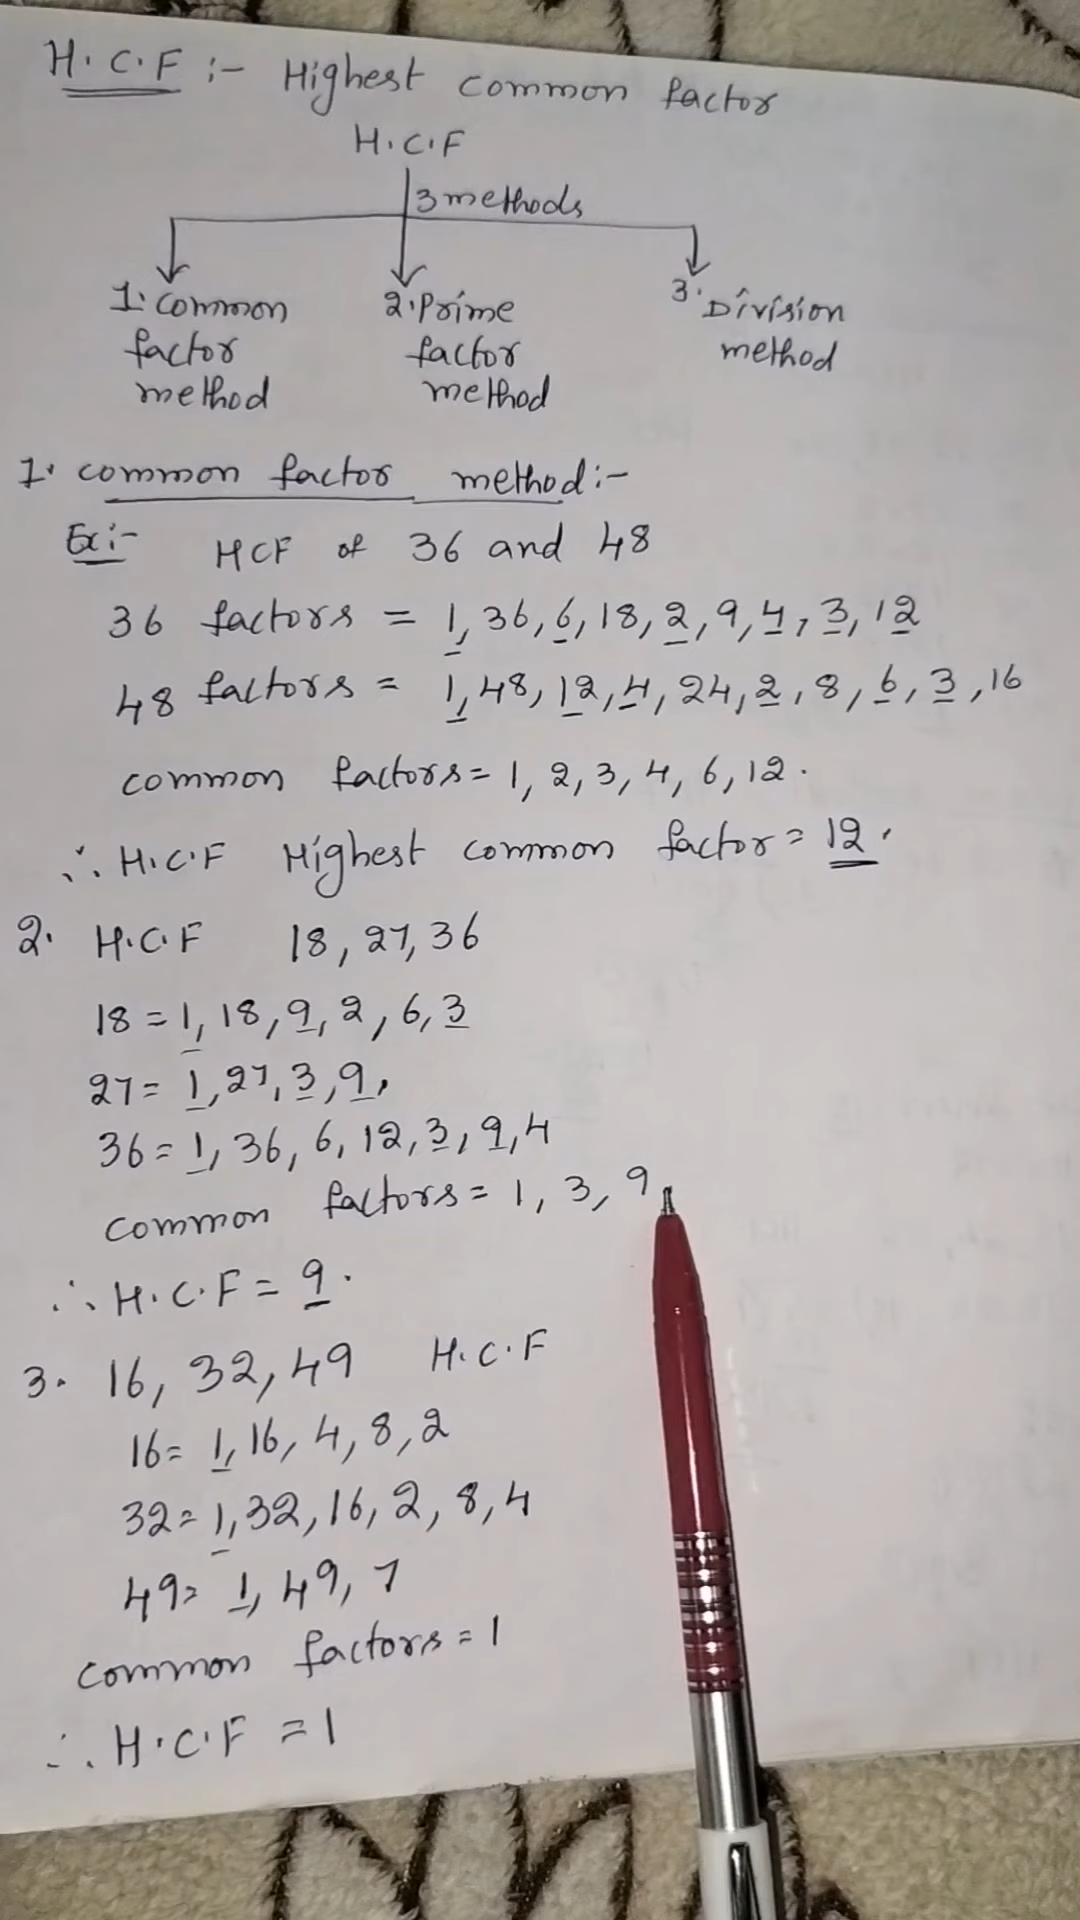 H.C.F :- Highest common factor
H.C.F
3 methods
1. common factor method
2. Prime factor method
3. Division method
1. common factor method:-
Ex:- HCF of 36 and 48
36 factors = 1, 36, 6, 18, 2, 9, 4, 3, 12
48 factors = 1, 48, 12, 4, 24, 2, 8, 6, 3, 16
common factors = 1, 2, 3, 4, 6, 12.
∴ H.C.F Highest common factor = 12.
2. H.C.F 18, 27, 36
18 = 1, 18, 9, 2, 6, 3
27 = 1, 27, 3, 9,
36 = 1, 36, 6, 12, 3, 9, 4
common factors = 1, 3, 9
∴ H.C.F = 9.
3. 16, 32, 49 H.C.F
16 = 1, 16, 4, 8, 2
32 = 1, 32, 16, 2, 8, 4
49 = 1, 49, 7
common factors = 1
∴ H.C.F = 1